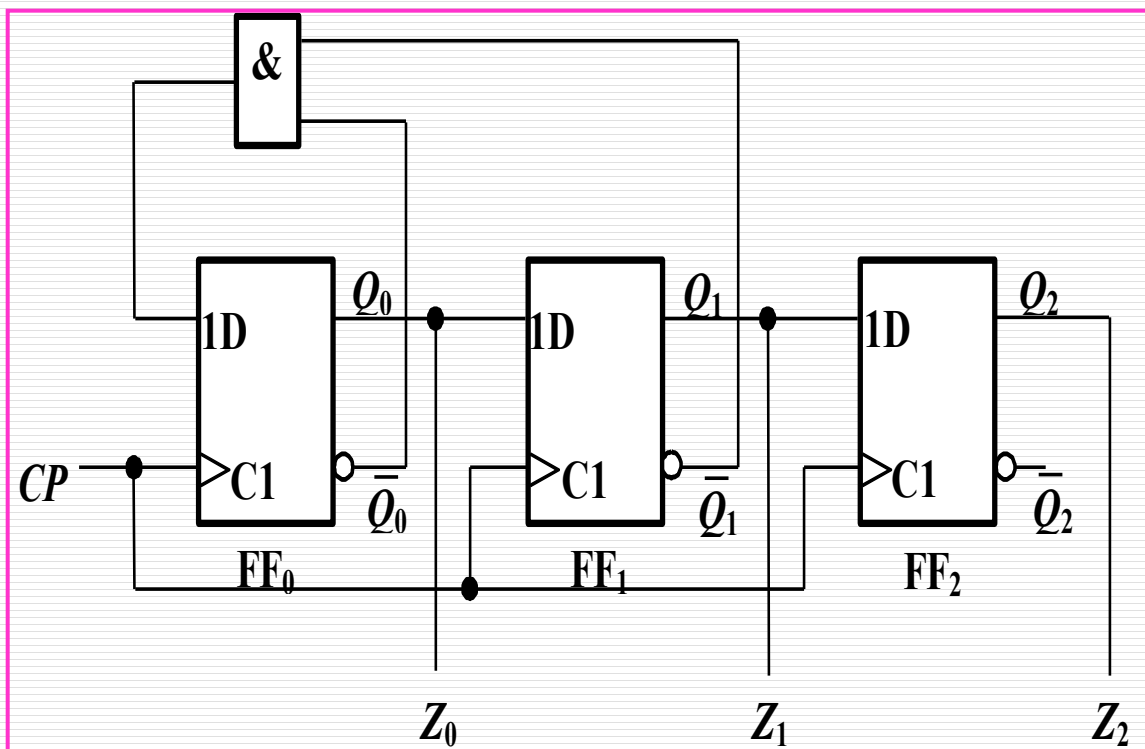 &
Q₀ Q₁ Q₂
1D 1D 1D
CP C1 C1 C1
Q̅₀ Q̅₁ Q̅₂
FF₀ FF₁ FF₂
Z₀ Z₁ Z₂